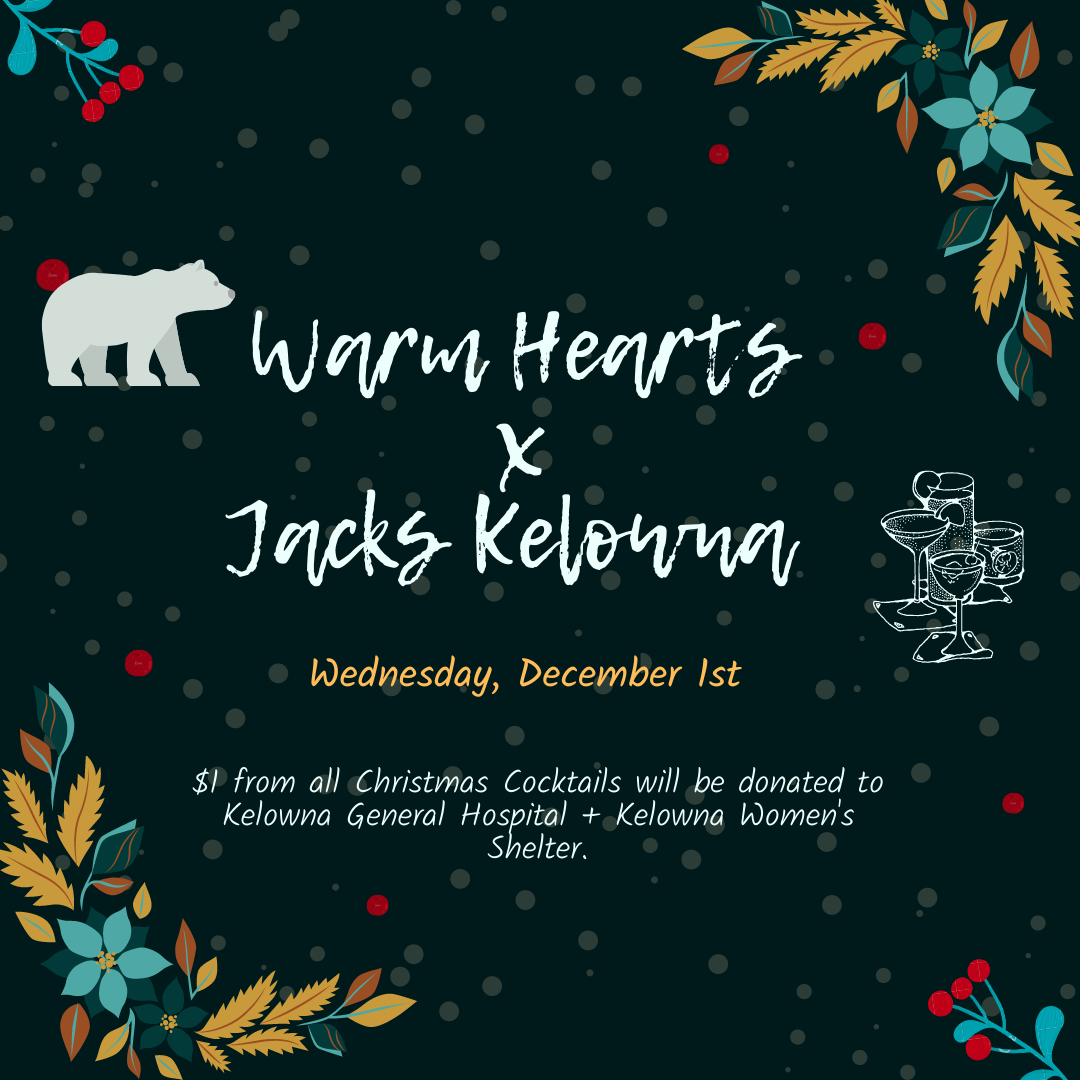 Warm Hearts
x
Jacks Kelowna
Wednesday, December 1st
$1 from all Christmas Cocktails will be donated to
Kelowna General Hospital + Kelowna Women's
Shelter.